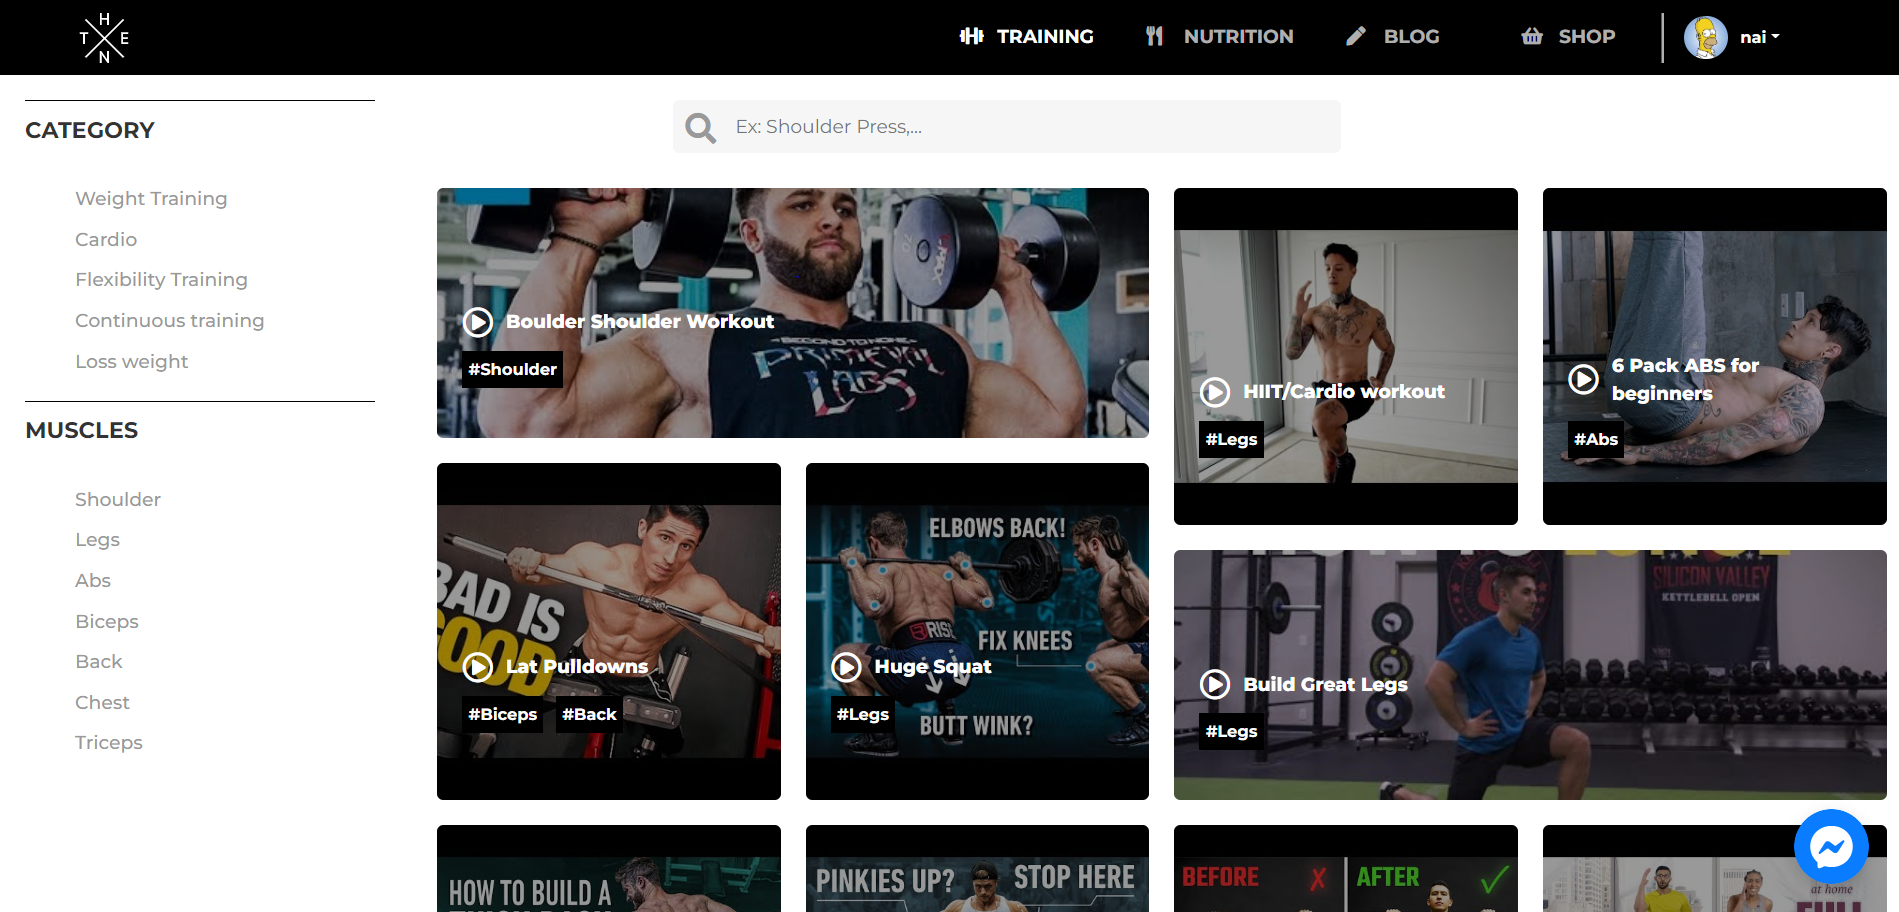 H
T E
N
TRAINING
NUTRITION
BLOG
SHOP
nai
CATEGORY
Weight Training
Cardio
Flexibility Training
Continuous training
Loss weight
MUSCLES
Shoulder
Legs
Abs
Biceps
Back
Chest
Triceps
Ex: Shoulder Press,...
Boulder Shoulder Workout
#Shoulder
PRIMEVAL
LABS
HIIT/Cardio workout
#Legs
6 Pack ABS for
beginners
#Abs
BAD IS
GOOD
Lat Pulldowns
#Biceps #Back
ELBOWS BACK!
RISE
FIX KNEES
Huge Squat
#Legs
BUTT WINK?
SILICON VALLEY
KETTLEBELL OPEN
Build Great Legs
#Legs
HOW TO BUILD A
PINKIES UP?
STOP HERE
BEFORE
AFTER
at home